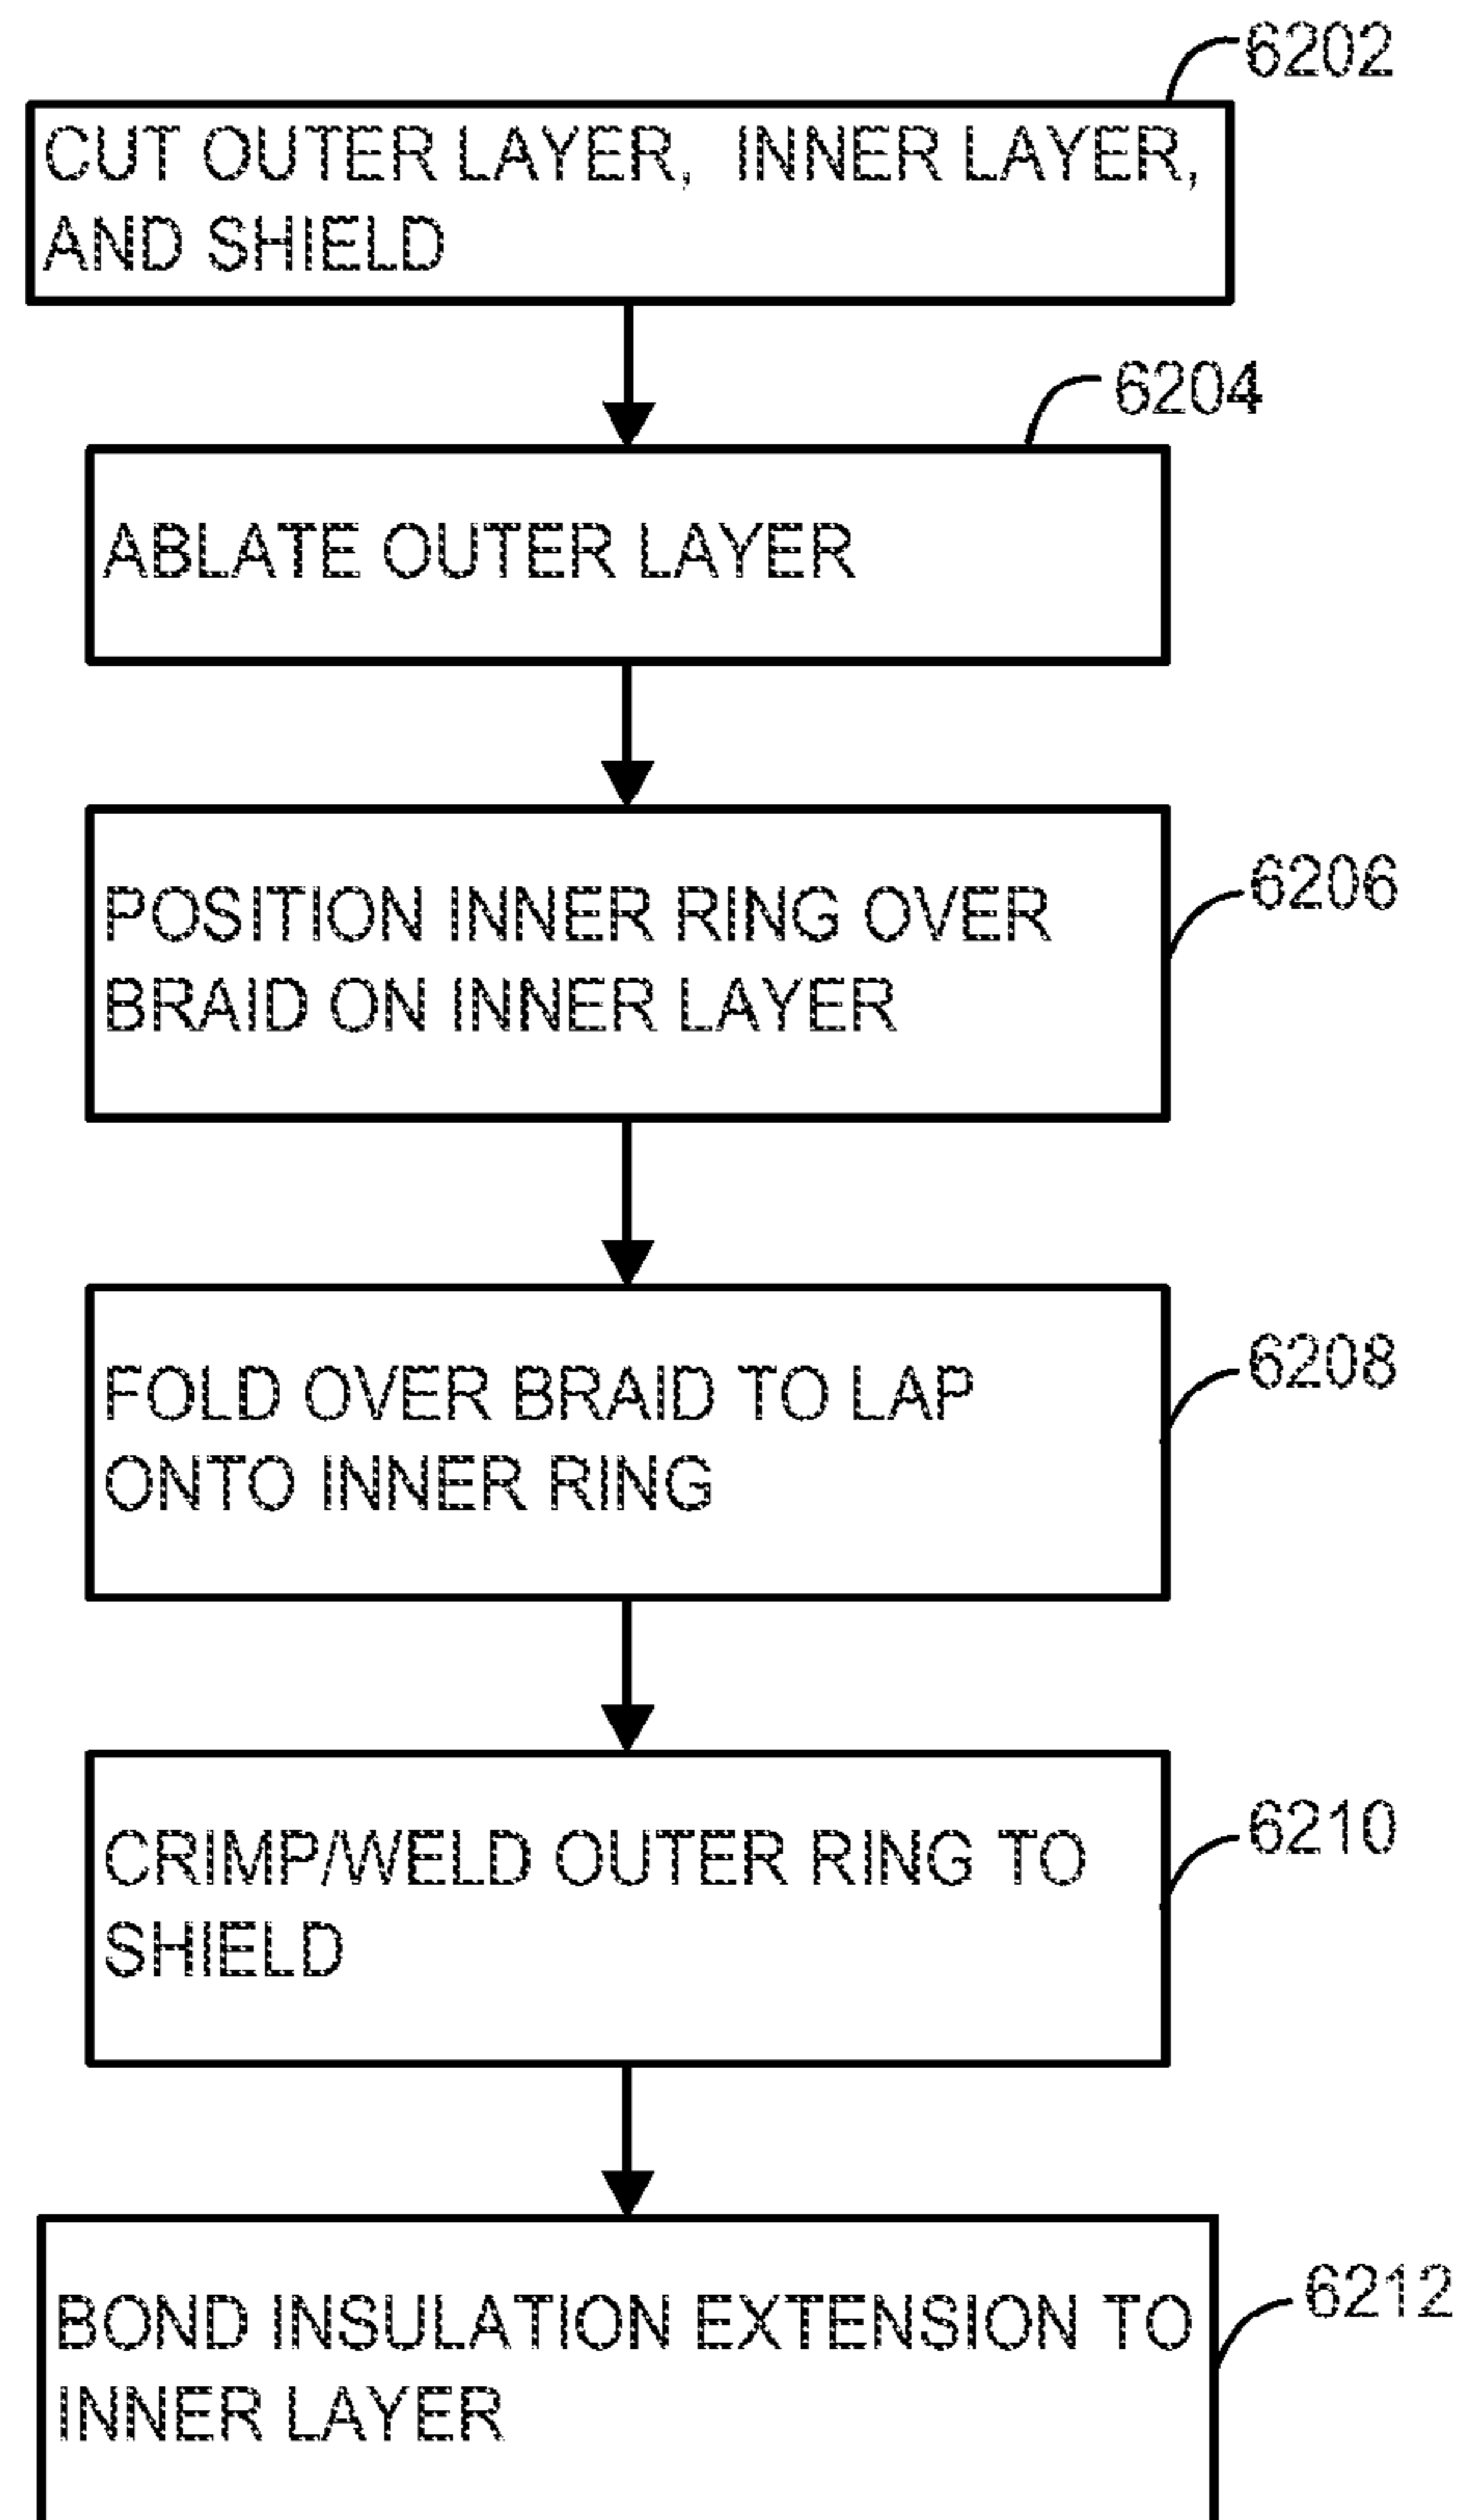 6202
CUT OUTER LAYER, INNER LAYER,
AND SHIELD
6204
ABLATE OUTER LAYER
6206
POSITION INNER RING OVER
BRAID ON INNER LAYER
6208
FOLD OVER BRAID TO LAP
ONTO INNER RING
6210
CRIMP/WELD OUTER RING TO
SHIELD
6212
BOND INSULATION EXTENSION TO
INNER LAYER